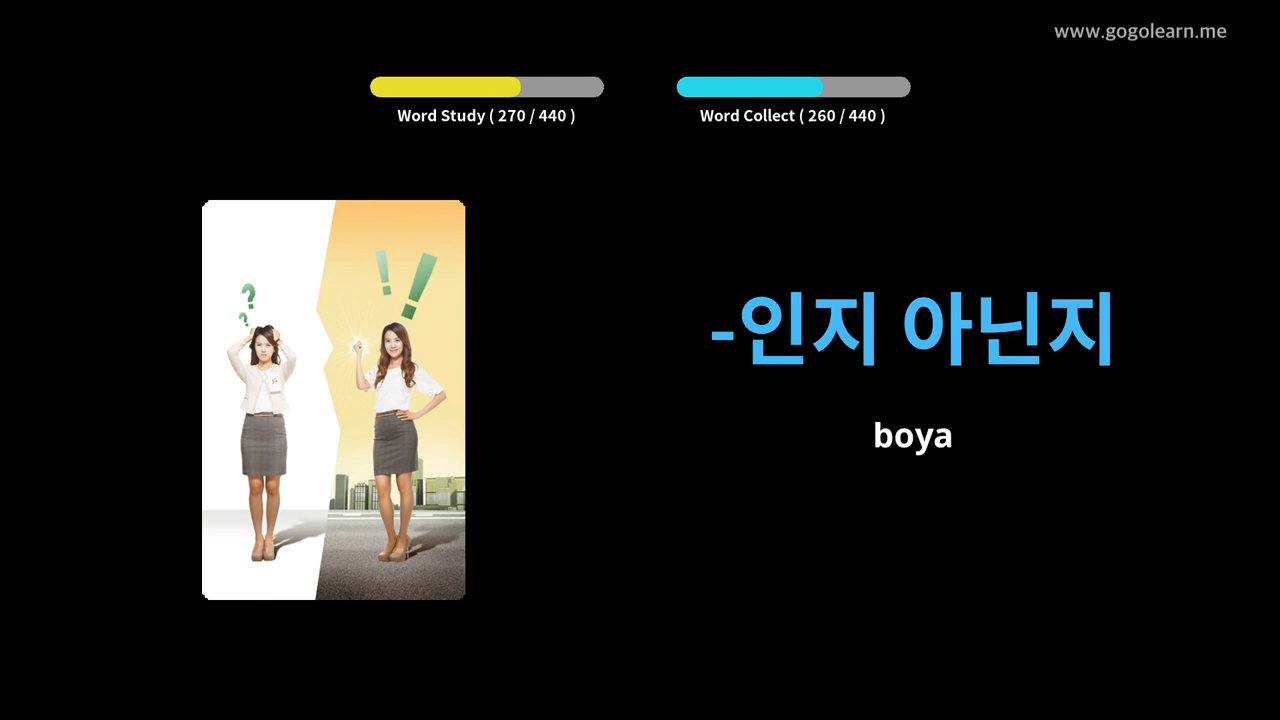 www.gogolearn.me
Word Study ( 270 / 440 )
Word Collect ( 260 / 440 )
? ?
! !
-인지 아닌지
boya